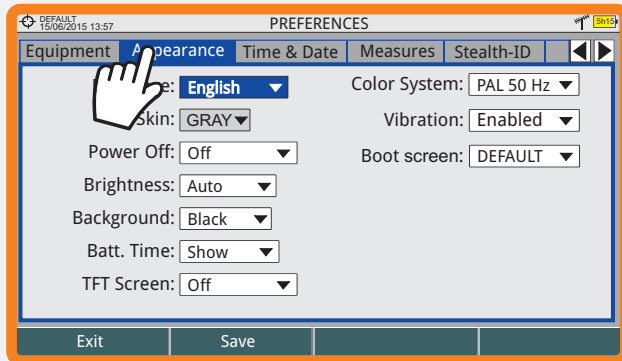 DEFAULT
15/06/2015 13:57
PREFERENCES
5h15
Equipment Appearance Time & Date Measures Stealth-ID
English
Color System: PAL 50 Hz
Skin: GRAY
Vibration: Enabled
Power Off: Off
Boot screen: DEFAULT
Brightness: Auto
Background: Black
Batt. Time: Show
TFT Screen: Off
Exit Save